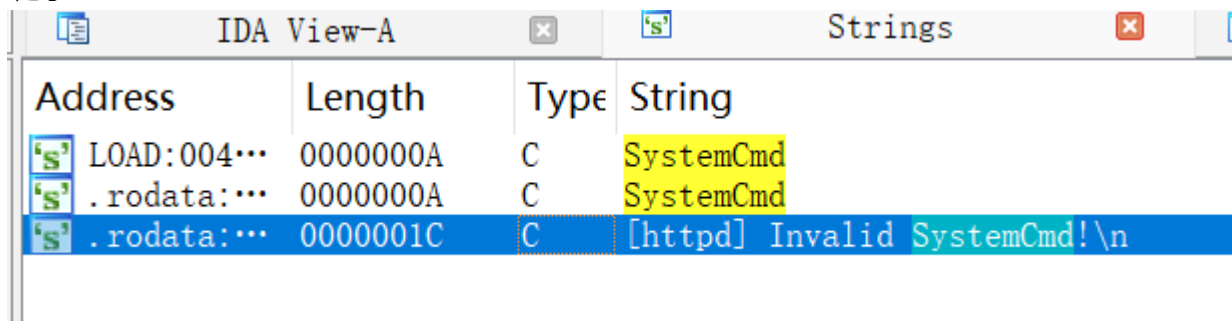 IDA View-A Strings
Address Length Type String
LOAD:004… 0000000A C SystemCmd
.rodata:… 0000000A C SystemCmd
.rodata:… 0000001C C [httpd] Invalid SystemCmd!\n